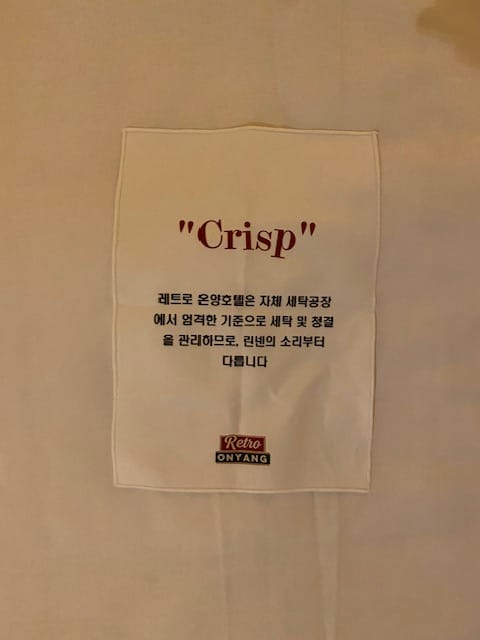 "Crisp"
레트로 온양호텔은 자체 세탁공장
에서 엄격한 기준으로 세탁 및 청결
을 관리하므로, 린넨의 소리부터
다릅니다
Retro
ONYANG